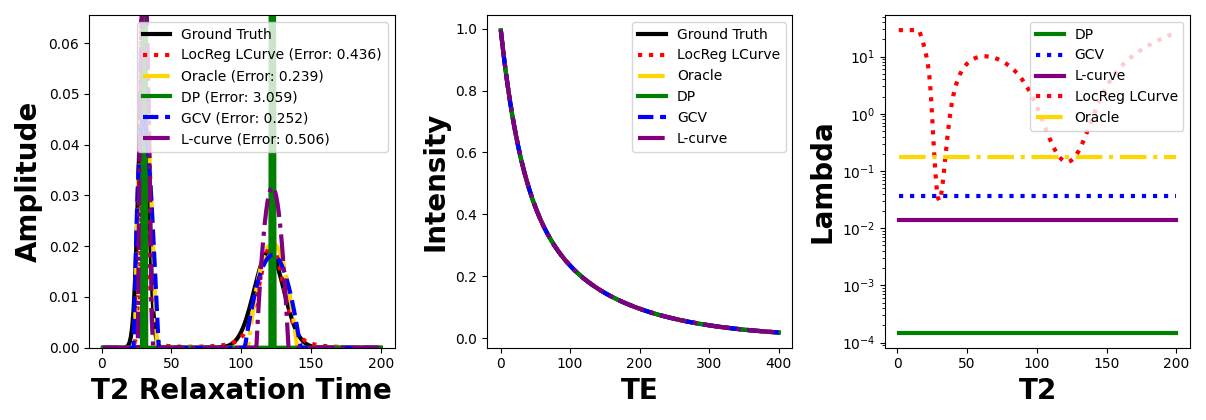 Amplitude
0.06
0.05
0.04
0.03
0.02
0.01
0.00
0
50
100
150
200
T2 Relaxation Time
Ground Truth
LocReg LCurve (Error: 0.436)
Oracle (Error: 0.239)
DP (Error: 3.059)
GCV (Error: 0.252)
L-curve (Error: 0.506)
Intensity
1.0
0.8
0.6
0.4
0.2
0.0
0
100
200
300
400
TE
Ground Truth
LocReg LCurve
Oracle
DP
GCV
L-curve
Lambda
10¹
10⁰
10⁻¹
10⁻²
10⁻³
10⁻⁴
0
50
100
150
200
T2
DP
GCV
L-curve
LocReg LCurve
Oracle